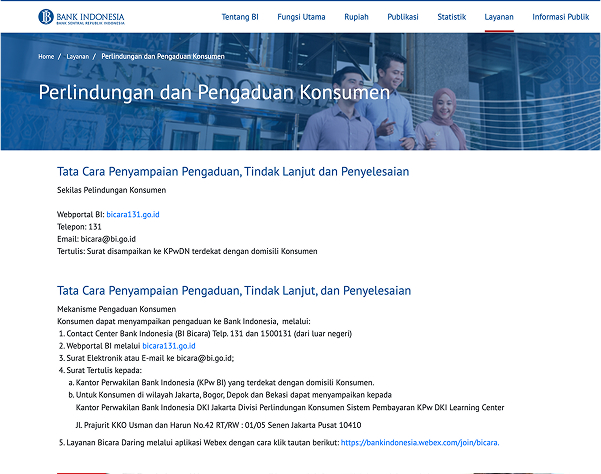 BANK INDONESIA
BANK SENTRAL REPUBLIK INDONESIA
Tentang BI Fungsi Utama Rupiah Publikasi Statistik Layanan Informasi Publik
Home / Layanan / Perlindungan dan Pengaduan Konsumen
Perlindungan dan Pengaduan Konsumen
Tata Cara Penyampaian Pengaduan, Tindak Lanjut dan Penyelesaian
Sekilas Pelindungan Konsumen
Webportal BI: bicara131.go.id
Telepon: 131
Email: bicara@bi.go.id
Tertulis: Surat disampaikan ke KPwDN terdekat dengan domisili Konsumen
Tata Cara Penyampaian Pengaduan, Tindak Lanjut, dan Penyelesaian
Mekanisme Pengaduan Konsumen
Konsumen dapat menyampaikan pengaduan ke Bank Indonesia, melalui:
1. Contact Center Bank Indonesia (BI Bicara) Telp. 131 dan 1500131 (dari luar negeri)
2. Webportal BI melalui bicara131.go.id
3. Surat Elektronik atau E-mail ke bicara@bi.go.id;
4. Surat Tertulis kepada:
a. Kantor Perwakilan Bank Indonesia (KPw BI) yang terdekat dengan domisili Konsumen.
b. Untuk Konsumen di wilayah Jakarta, Bogor, Depok dan Bekasi dapat menyampaikan kepada
Kantor Perwakilan Bank Indonesia DKI Jakarta Divisi Perlindungan Konsumen Sistem Pembayaran KPw DKI Learning Center
Jl. Prajurit KKO Usman dan Harun No.42 RT/RW : 01/05 Senen Jakarta Pusat 10410
5. Layanan Bicara Daring melalui aplikasi Webex dengan cara klik tautan berikut: https://bankindonesia.webex.com/join/bicara.